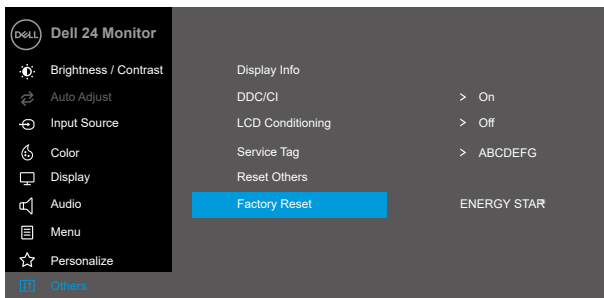 DELL Dell 24 Monitor
Brightness / Contrast Display Info
Auto Adjust DDC/CI > On
Input Source LCD Conditioning > Off
Color Service Tag > ABCDEFG
Display Reset Others
Audio Factory Reset ENERGY STAR®
Menu
Personalize
Others